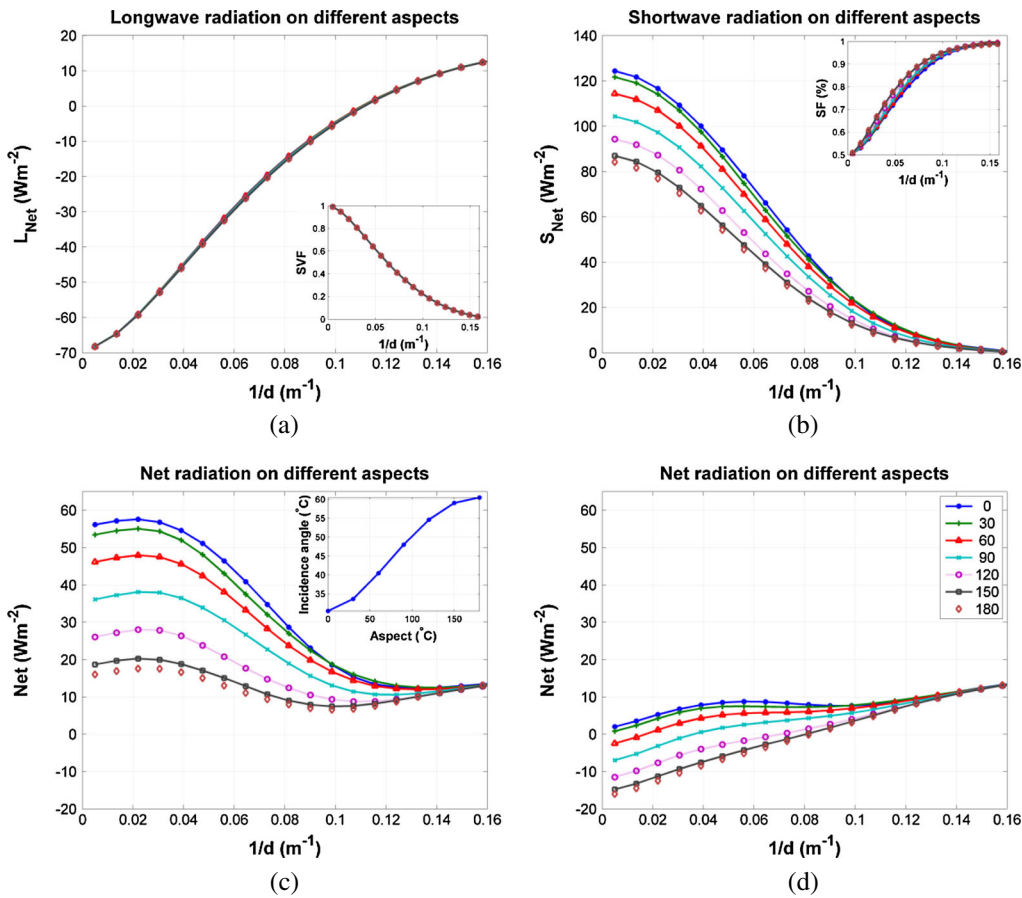 Longwave radiation on different aspects
20
10
0
-10
-20
-30
-40
-50
-60
-70
L_Net (Wm⁻²)
0 0.02 0.04 0.06 0.08 0.1 0.12 0.14 0.16
1/d (m⁻¹)
1
0.8
0.6
0.4
0.2
0
SVF
0 0.05 0.1 0.15
1/d (m⁻¹)
(a)
Shortwave radiation on different aspects
140
120
100
80
60
40
20
0
S_Net (Wm⁻²)
0 0.02 0.04 0.06 0.08 0.1 0.12 0.14 0.16
1/d (m⁻¹)
1
0.9
0.8
0.7
0.6
0.5
SF (%)
0.05 0.1 0.15
1/d (m⁻¹)
(b)
Net radiation on different aspects
60
50
40
30
20
10
0
-10
-20
Net (Wm⁻²)
0 0.02 0.04 0.06 0.08 0.1 0.12 0.14 0.16
1/d (m⁻¹)
60
55
50
45
40
35
Incidence angle (°C)
0 50 100 150
Aspect (°C)
(c)
Net radiation on different aspects
60
50
40
30
20
10
0
-10
-20
Net (Wm⁻²)
0 0.02 0.04 0.06 0.08 0.1 0.12 0.14 0.16
1/d (m⁻¹)
0
30
60
90
120
150
180
(d)